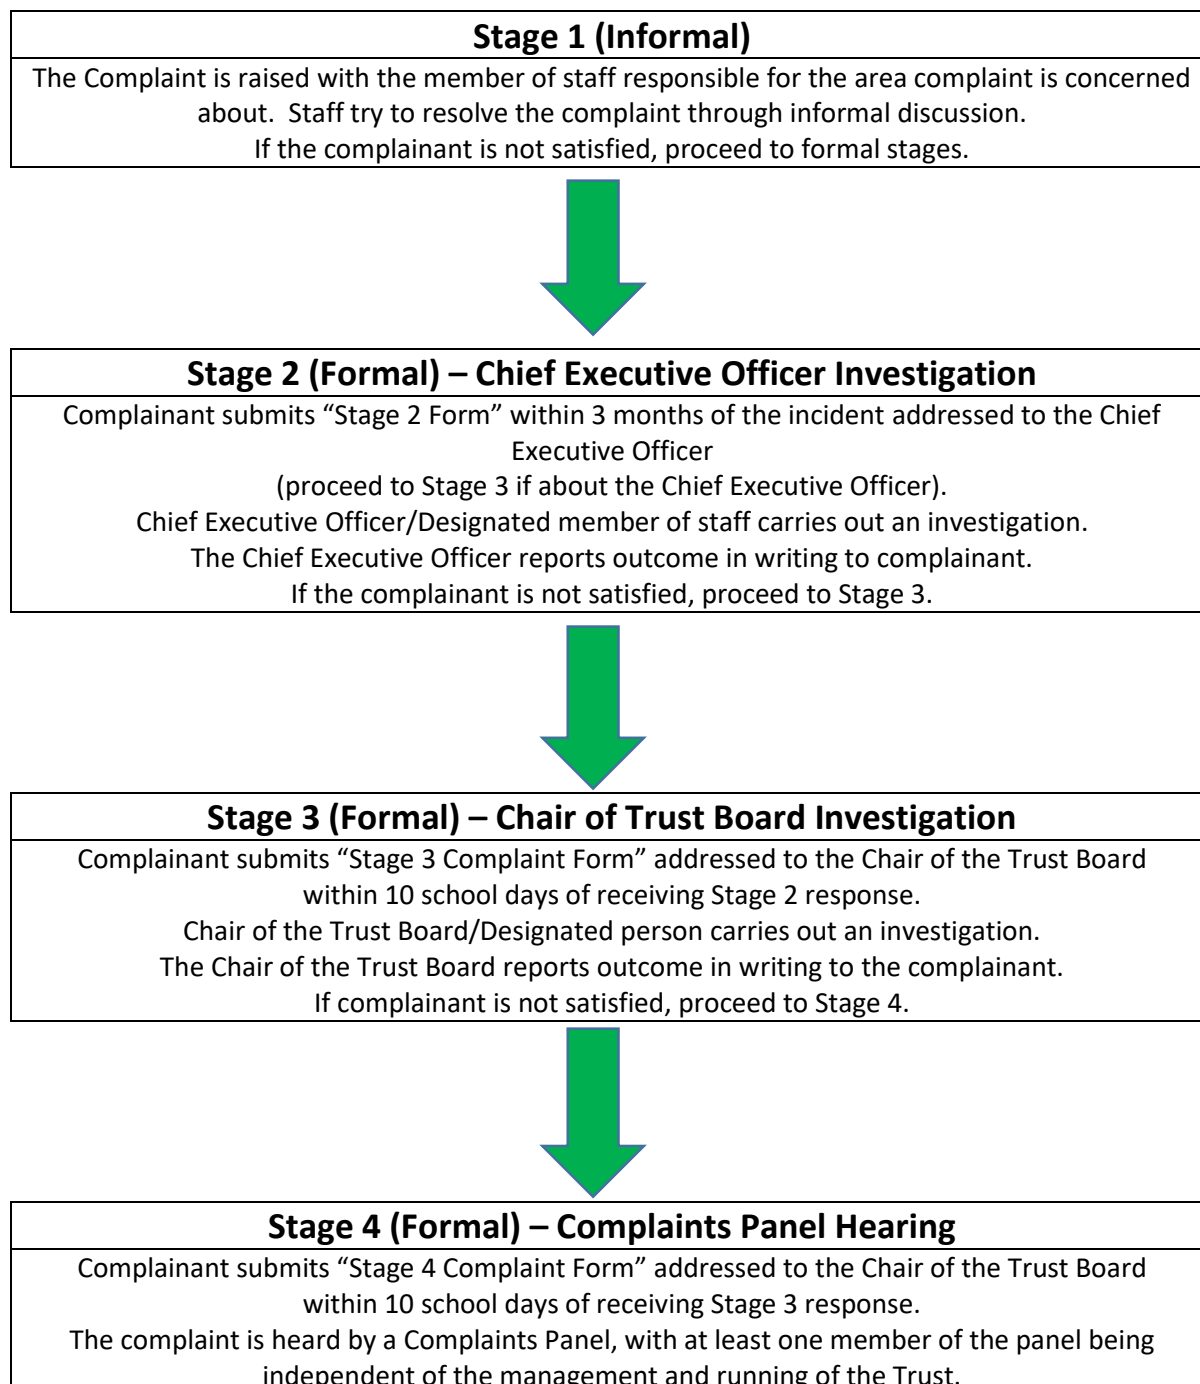 Stage 1 (Informal)
The Complaint is raised with the member of staff responsible for the area complaint is concerned
about.  Staff try to resolve the complaint through informal discussion.
If the complainant is not satisfied, proceed to formal stages.
Stage 2 (Formal) – Chief Executive Officer Investigation
Complainant submits “Stage 2 Form” within 3 months of the incident addressed to the Chief
Executive Officer
(proceed to Stage 3 if about the Chief Executive Officer).
Chief Executive Officer/Designated member of staff carries out an investigation.
The Chief Executive Officer reports outcome in writing to complainant.
If the complainant is not satisfied, proceed to Stage 3.
Stage 3 (Formal) – Chair of Trust Board Investigation
Complainant submits “Stage 3 Complaint Form” addressed to the Chair of the Trust Board
within 10 school days of receiving Stage 2 response.
Chair of the Trust Board/Designated person carries out an investigation.
The Chair of the Trust Board reports outcome in writing to the complainant.
If complainant is not satisfied, proceed to Stage 4.
Stage 4 (Formal) – Complaints Panel Hearing
Complainant submits “Stage 4 Complaint Form” addressed to the Chair of the Trust Board
within 10 school days of receiving Stage 3 response.
The complaint is heard by a Complaints Panel, with at least one member of the panel being
independent of the management and running of the Trust.